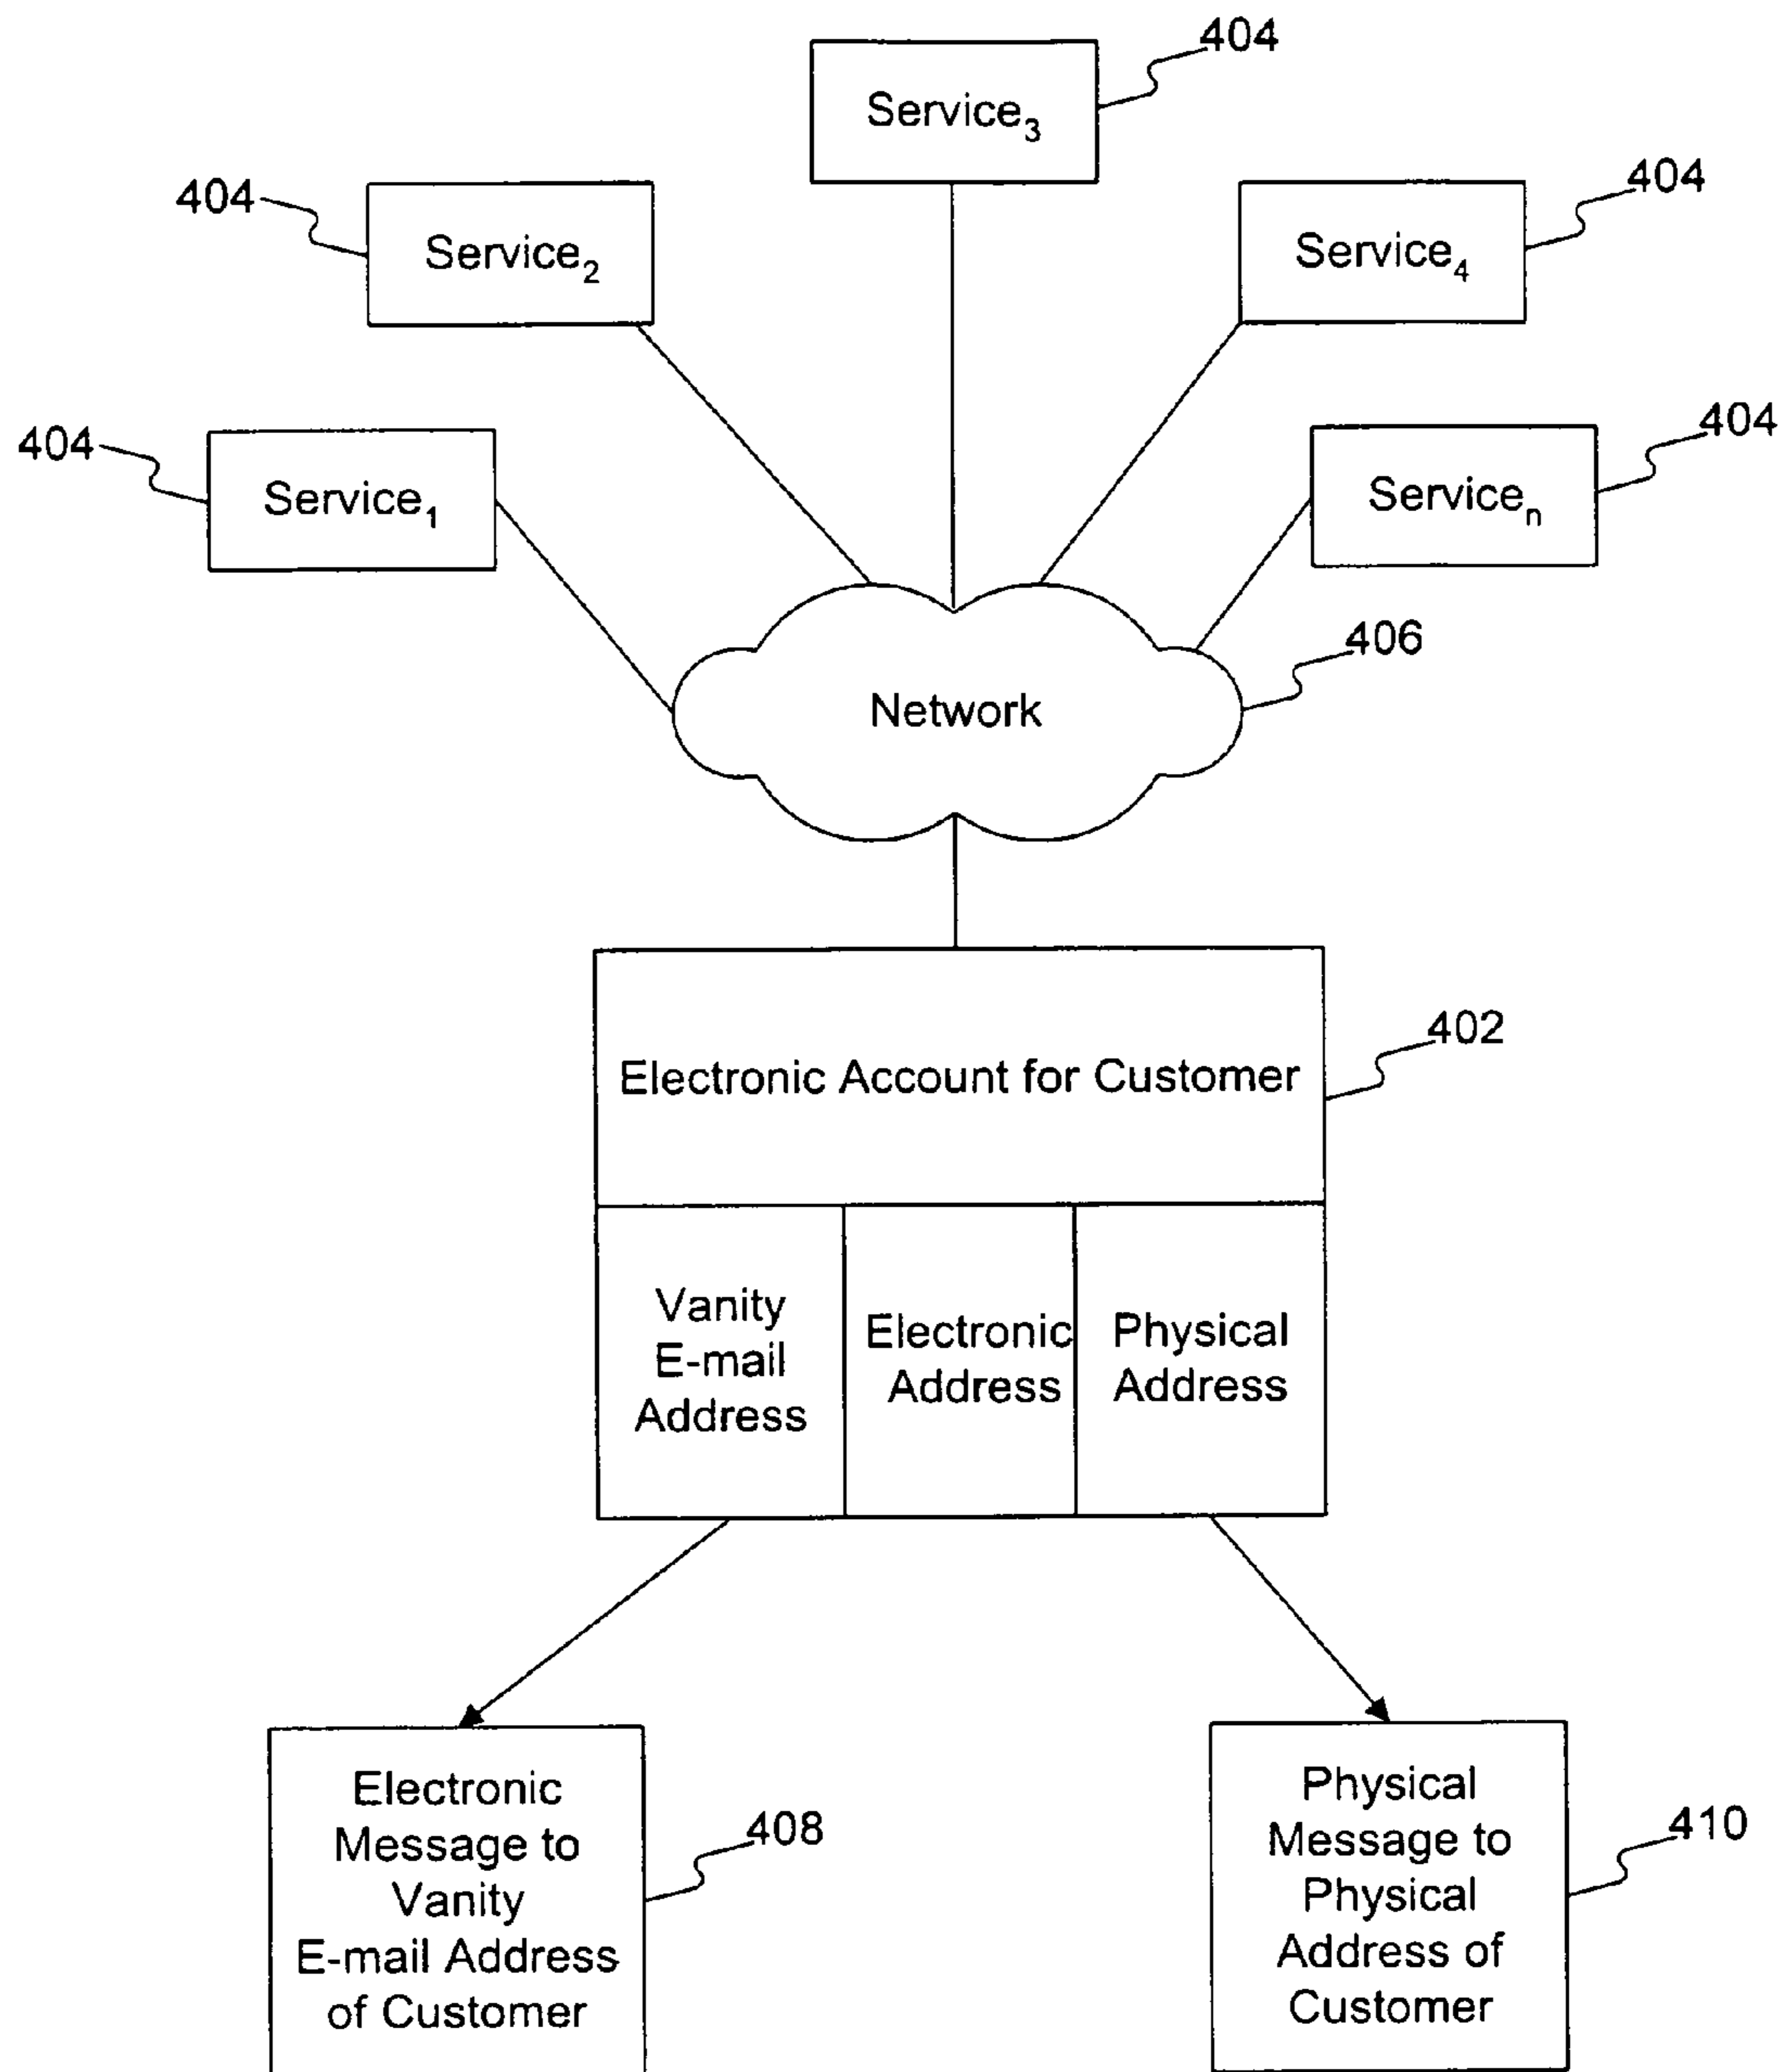 404
Service₃
404
Service₂
404
Service₄
404
Service₁
404
Serviceₙ
406
Network
402
Electronic Account for Customer
Vanity
E-mail
Address
Electronic
Address
Physical
Address
Electronic
Message to
Vanity
E-mail Address
of Customer
408
Physical
Message to
Physical
Address of
Customer
410